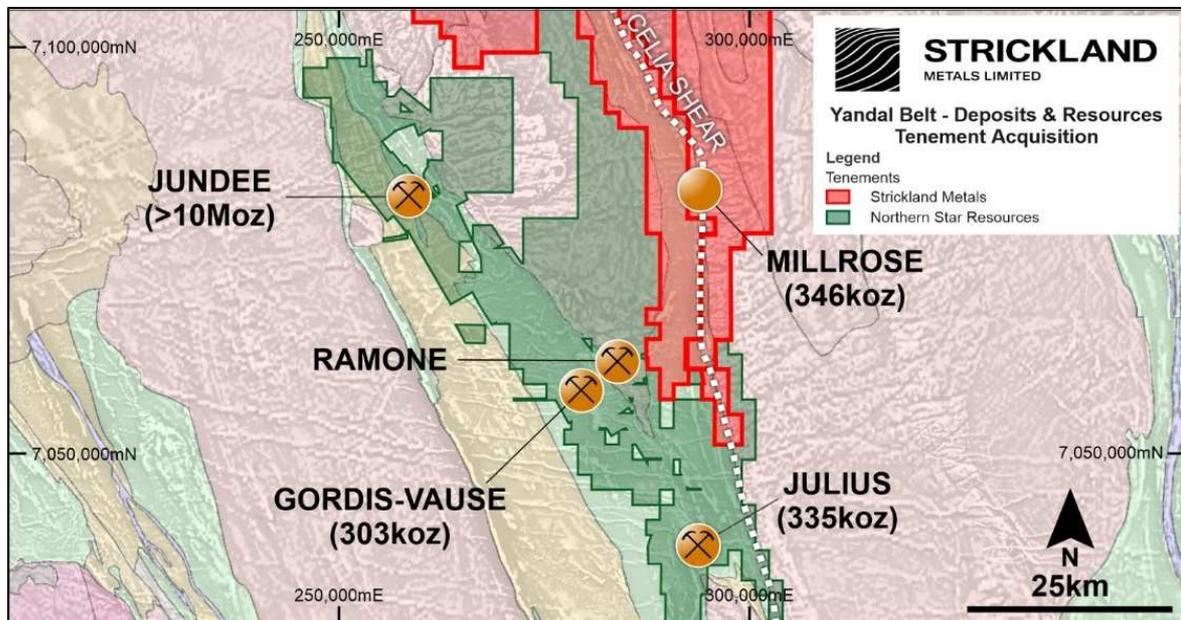 7,100,000mN
250,000mE
300,000mE
CELIA SHEAR
STRICKLAND
METALS LIMITED
Yandal Belt - Deposits & Resources
Tenement Acquisition
Legend
Tenements
Strickland Metals
Northern Star Resources
JUNDEE
(>10Moz)
MILLROSE
(346koz)
RAMONE
7,050,000mN
7,050,000mN
GORDIS-VAUSE
(303koz)
JULIUS
(335koz)
N
25km
250,000mE
300,000mE